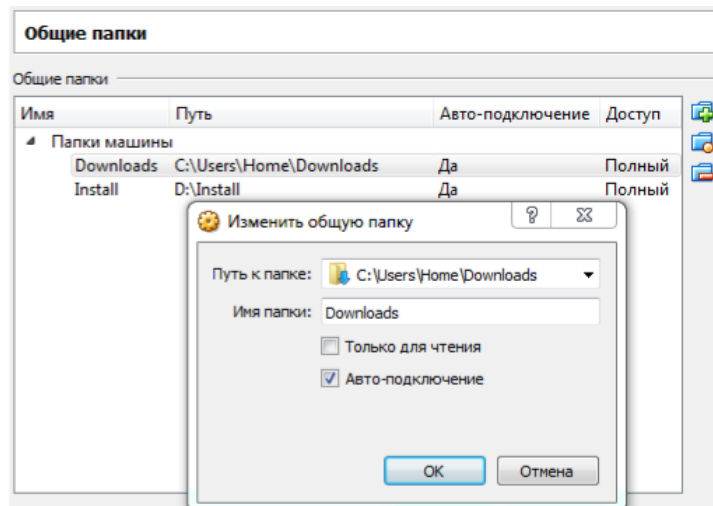 Общие папки
Общие папки
Имя Путь Авто-подключение Доступ
Папки машины
Downloads C:\Users\Home\Downloads Да Полный
Install D:\Install Да Полный
Изменить общую папку
Путь к папке: C:\Users\Home\Downloads
Имя папки: Downloads
Только для чтения
Авто-подключение
OK Отмена